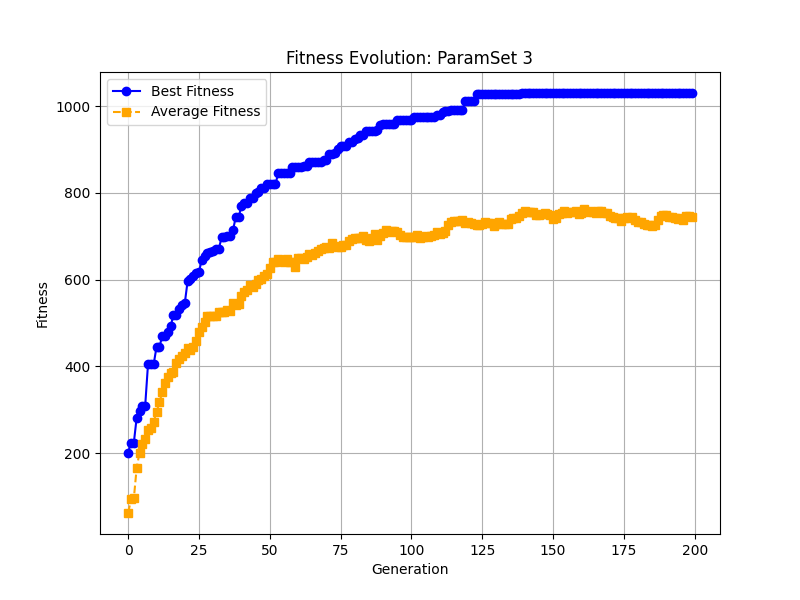 Fitness Evolution: ParamSet 3
Best Fitness
Average Fitness
Fitness
1000
800
600
400
200
0 25 50 75 100 125 150 175 200
Generation